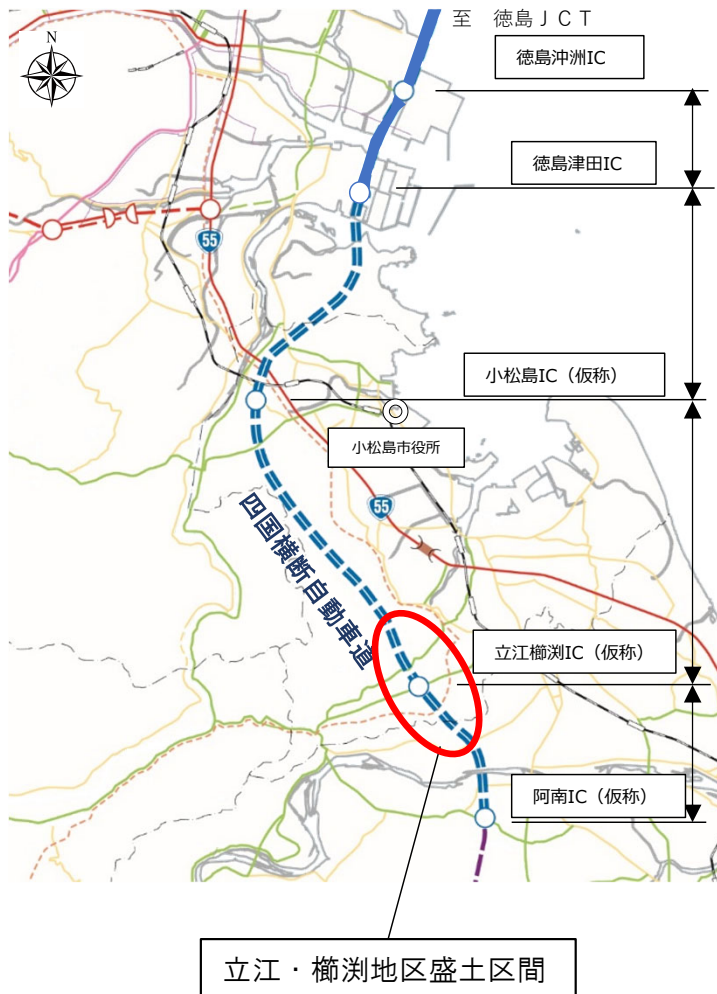 至 徳島JCT
N
徳島沖洲IC
徳島津田IC
55
小松島IC（仮称）
小松島市役所
55
四国横断自動車道
立江櫛渕IC（仮称）
阿南IC（仮称）
立江・櫛渕地区盛土区間